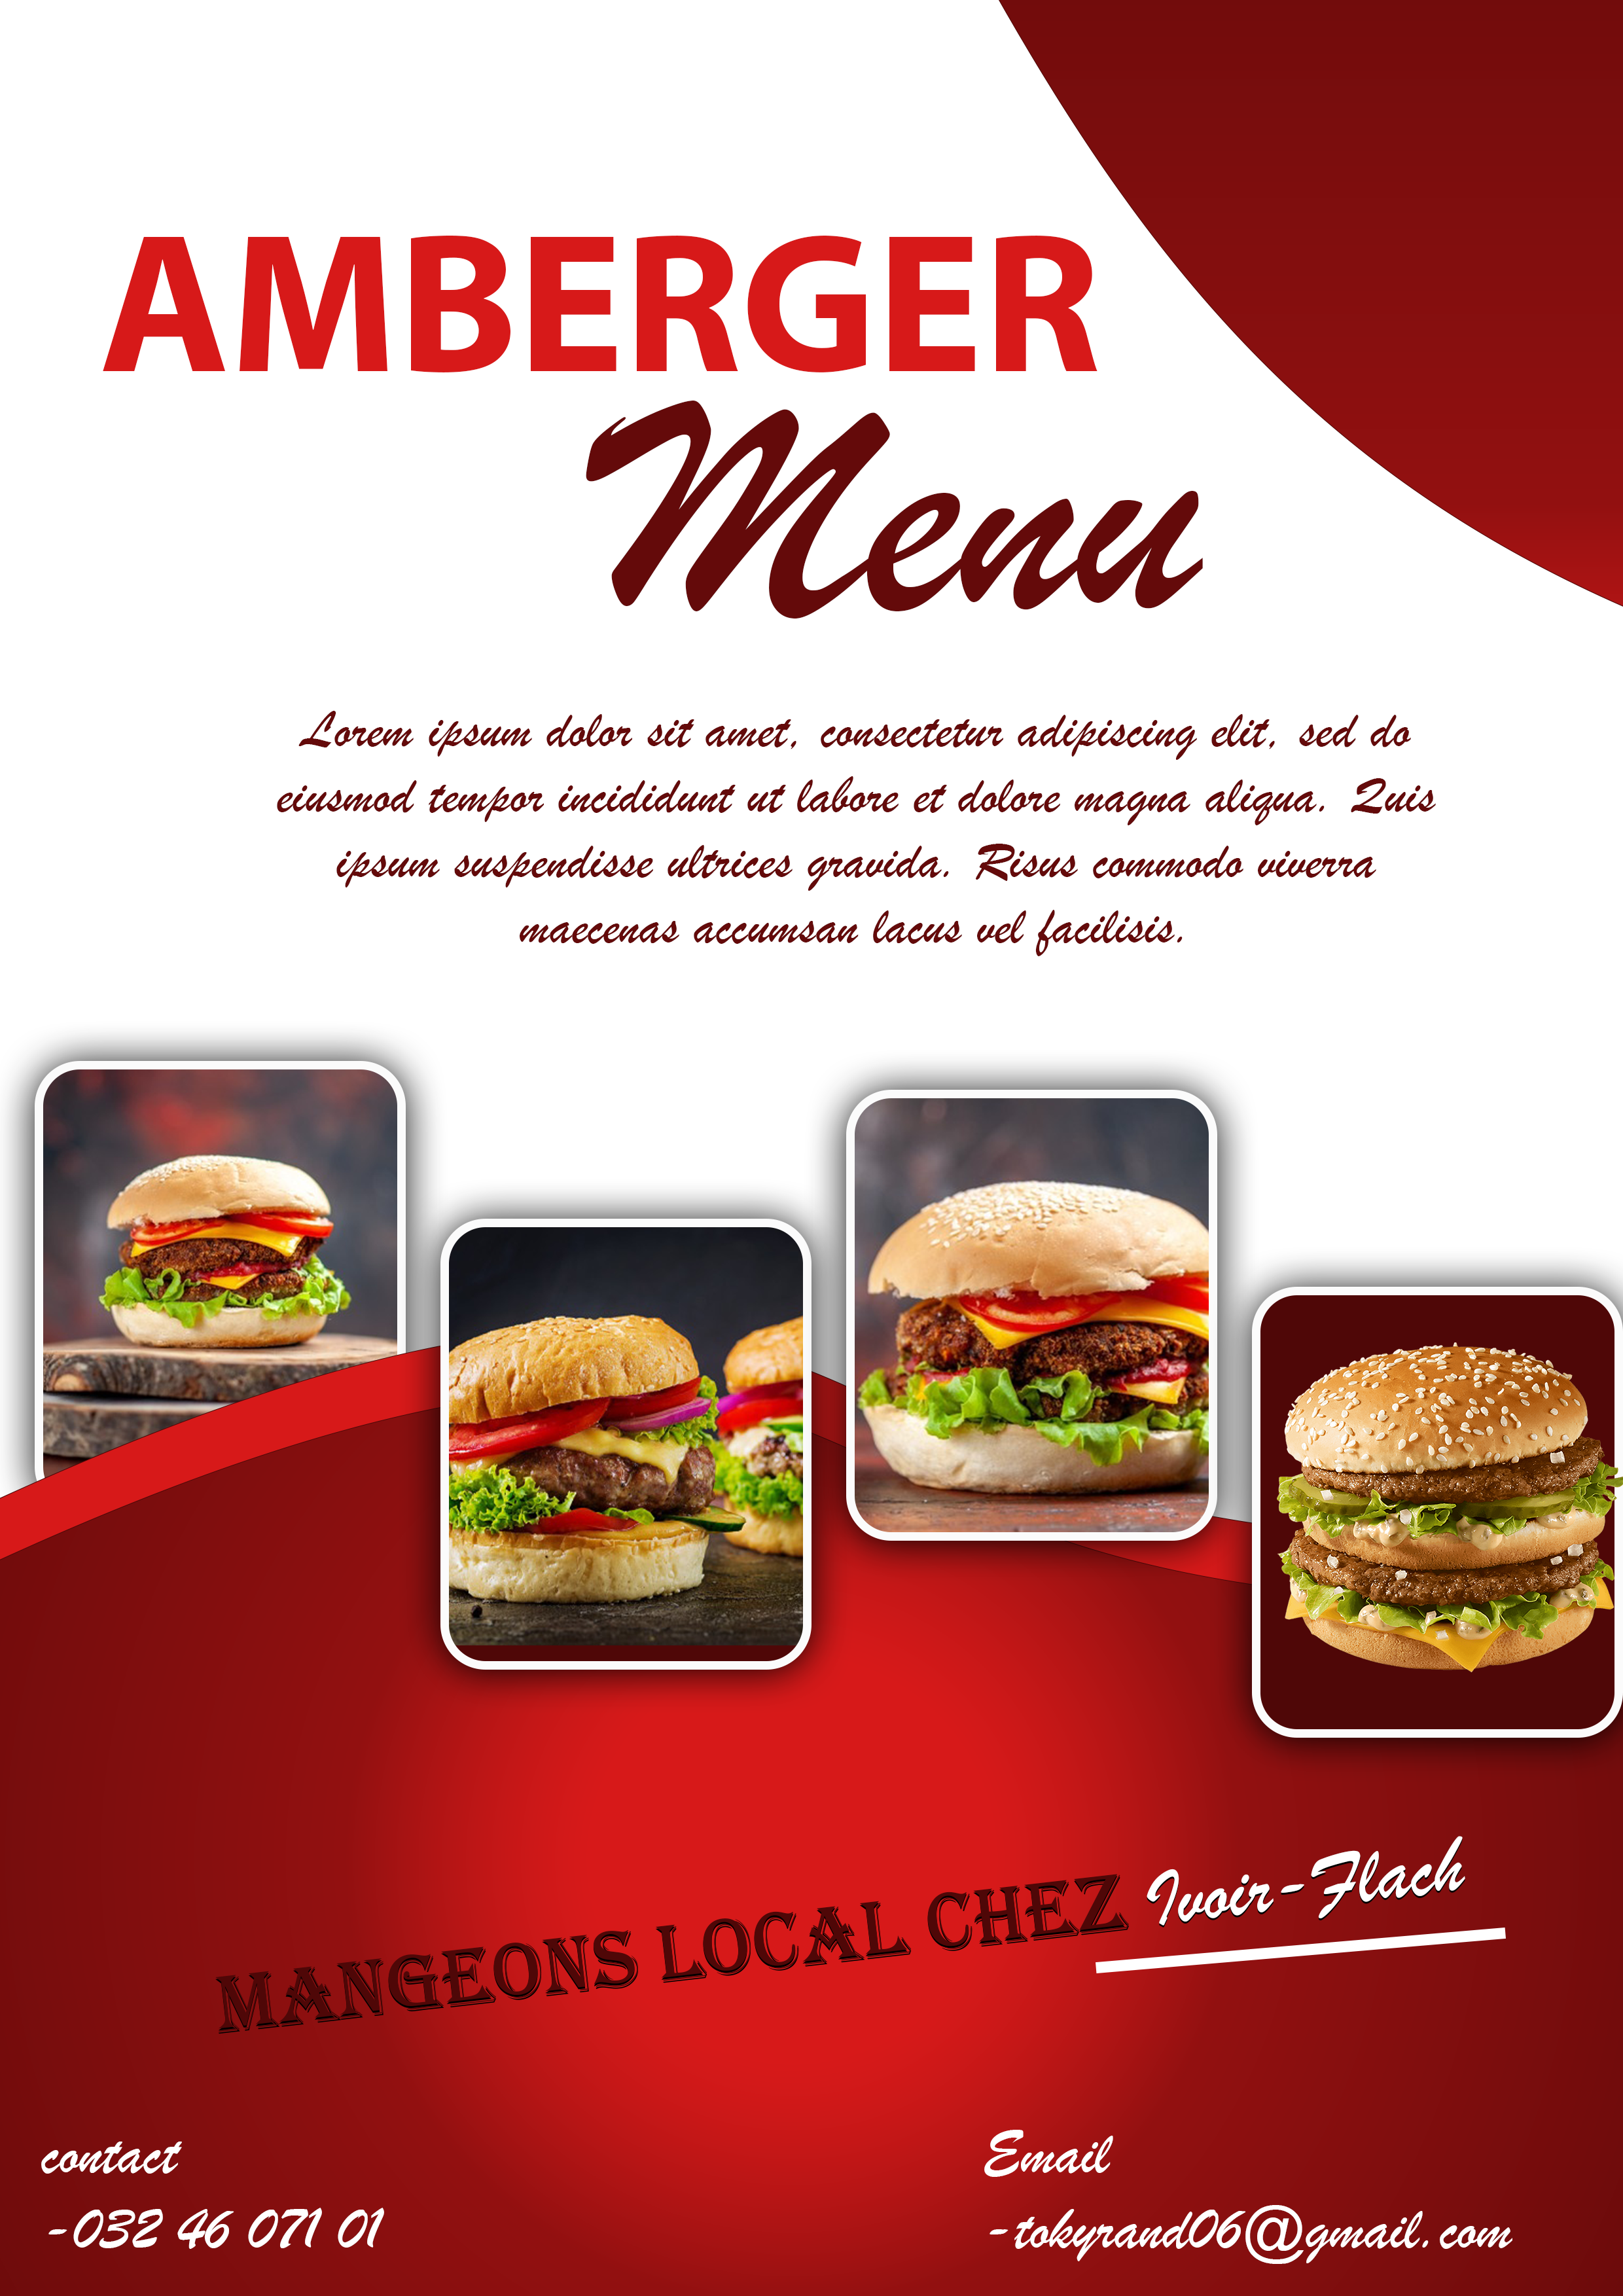 AMBERGER
Menu
Lorem ipsum dolor sit amet, consectetur adipiscing elit, sed do
eiusmod tempor incididunt ut labore et dolore magna aliqua. Quis
ipsum suspendisse ultrices gravida. Risus commodo viverra
maecenas accumsan lacus vel facilisis.
MANGEONS LOCAL CHEZ Ivoir-Flach
contact
-032 46 071 01
Email
-tokyrand06@gmail.com